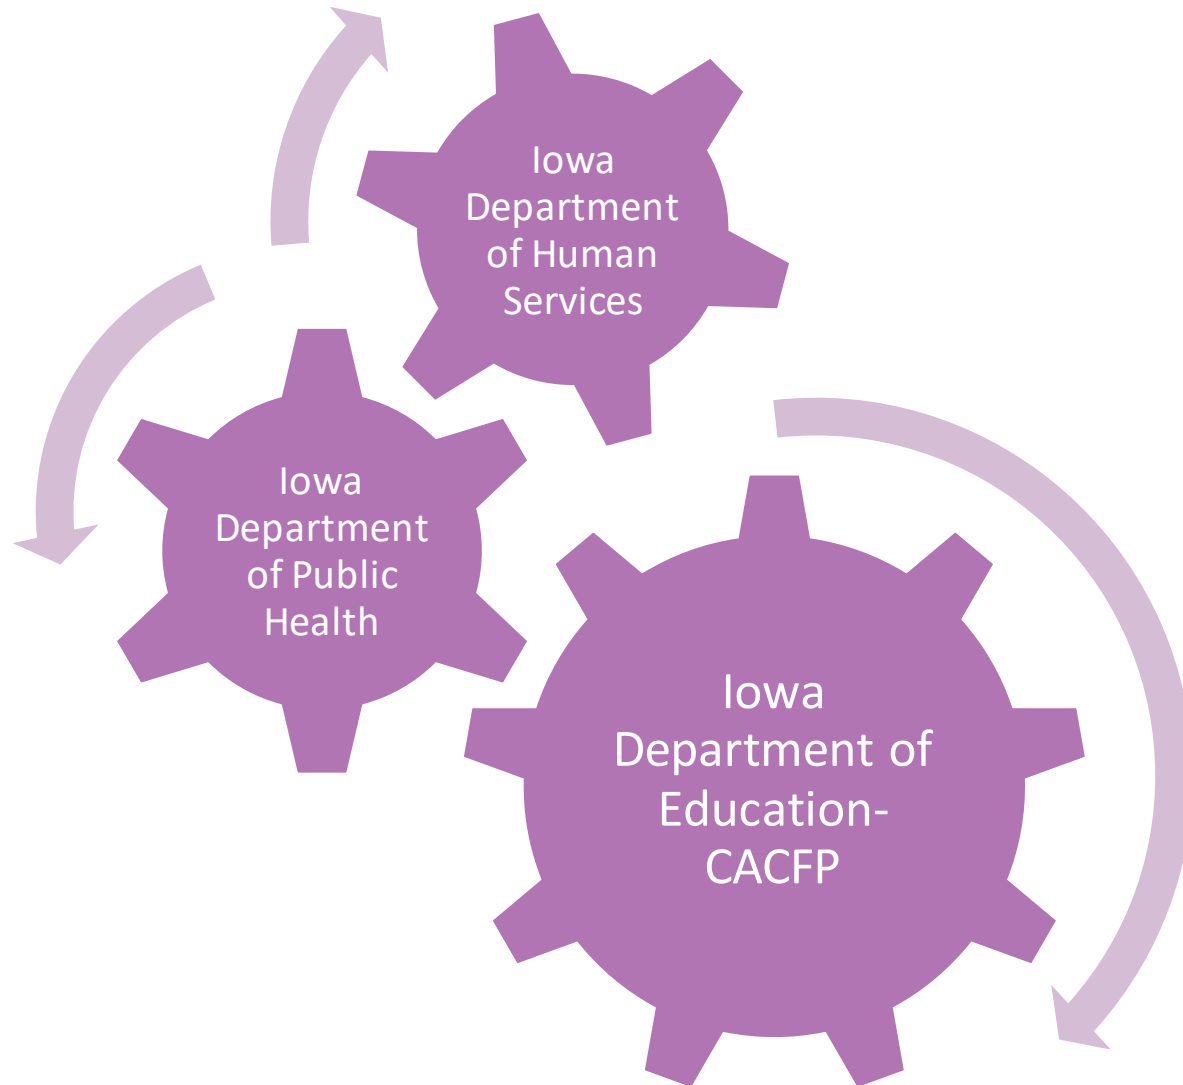 Iowa
Department
of Human
Services
Iowa
Department
of Public
Health
Iowa
Department of
Education-
CACFP